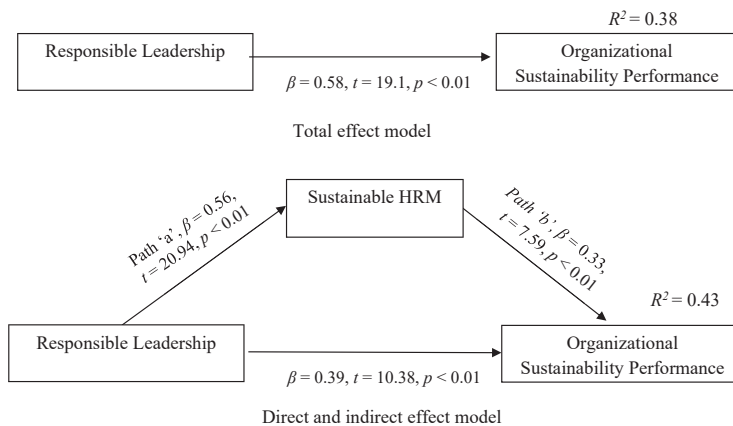 R² = 0.38
Responsible Leadership
Organizational
Sustainability Performance
β = 0.58, t = 19.1, p < 0.01
Total effect model
Sustainable HRM
Path ‘a’, β = 0.56,
t = 20.94, p < 0.01
Path ‘b’, β = 0.33,
t = 7.59, p < 0.01
R² = 0.43
Responsible Leadership
Organizational
Sustainability Performance
β = 0.39, t = 10.38, p < 0.01
Direct and indirect effect model